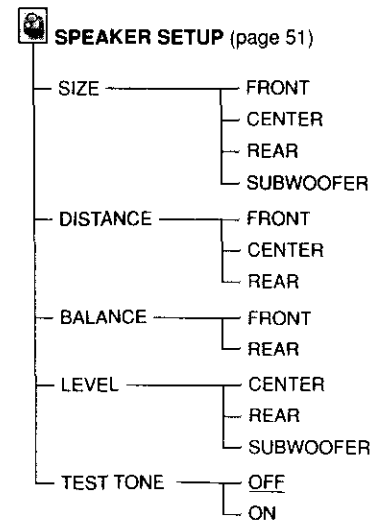 SPEAKER SETUP (page 51)
SIZE FRONT
CENTER
REAR
SUBWOOFER
DISTANCE FRONT
CENTER
REAR
BALANCE FRONT
REAR
LEVEL CENTER
REAR
SUBWOOFER
TEST TONE OFF
ON